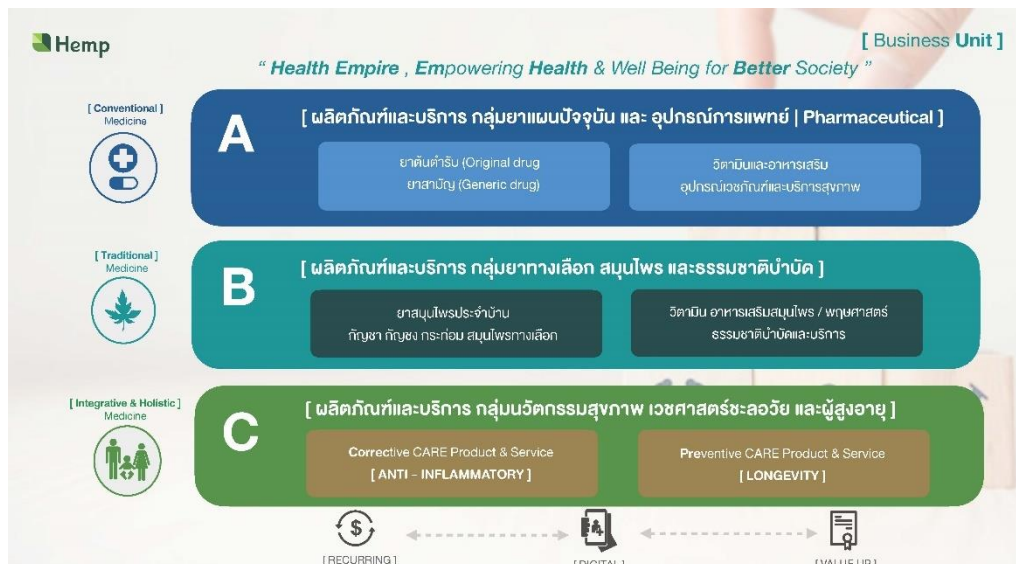 Hemp
[ Business Unit ]
“ Health Empire , Empowering Health & Well Being for Better Society ”
[ Conventional ]
Medicine
A
[ ผลิตภัณฑ์และบริการ กลุ่มยาแผนปัจจุบัน และ อุปกรณ์การแพทย์ | Pharmaceutical ]
ยาต้นตำรับ (Original drug
ยาสามัญ (Generic drug)
วิตามินและอาหารเสริม
อุปกรณ์เวชภัณฑ์และบริการสุขภาพ
[ Traditional ]
Medicine
B
[ ผลิตภัณฑ์และบริการ กลุ่มยาทางเลือก สมุนไพร และธรรมชาติบำบัด ]
ยาสมุนไพรประจำบ้าน
กัญชา กัญชง กระท่อม สมุนไพรทางเลือก
วิตามิน อาหารเสริมสมุนไพร / พฤษศาสตร์
ธรรมชาติบำบัดและบริการ
[ Integrative & Holistic ]
Medicine
C
[ ผลิตภัณฑ์และบริการ กลุ่มนวัตกรรมสุขภาพ เวชศาสตร์ชะลอวัย และผู้สูงอายุ ]
Corrective CARE Product & Service
[ ANTI - INFLAMMATORY ]
Preventive CARE Product & Service
[ LONGEVITY ]
[ RECURRING ]
[ DIGITAL ]
[ VALUE UP ]